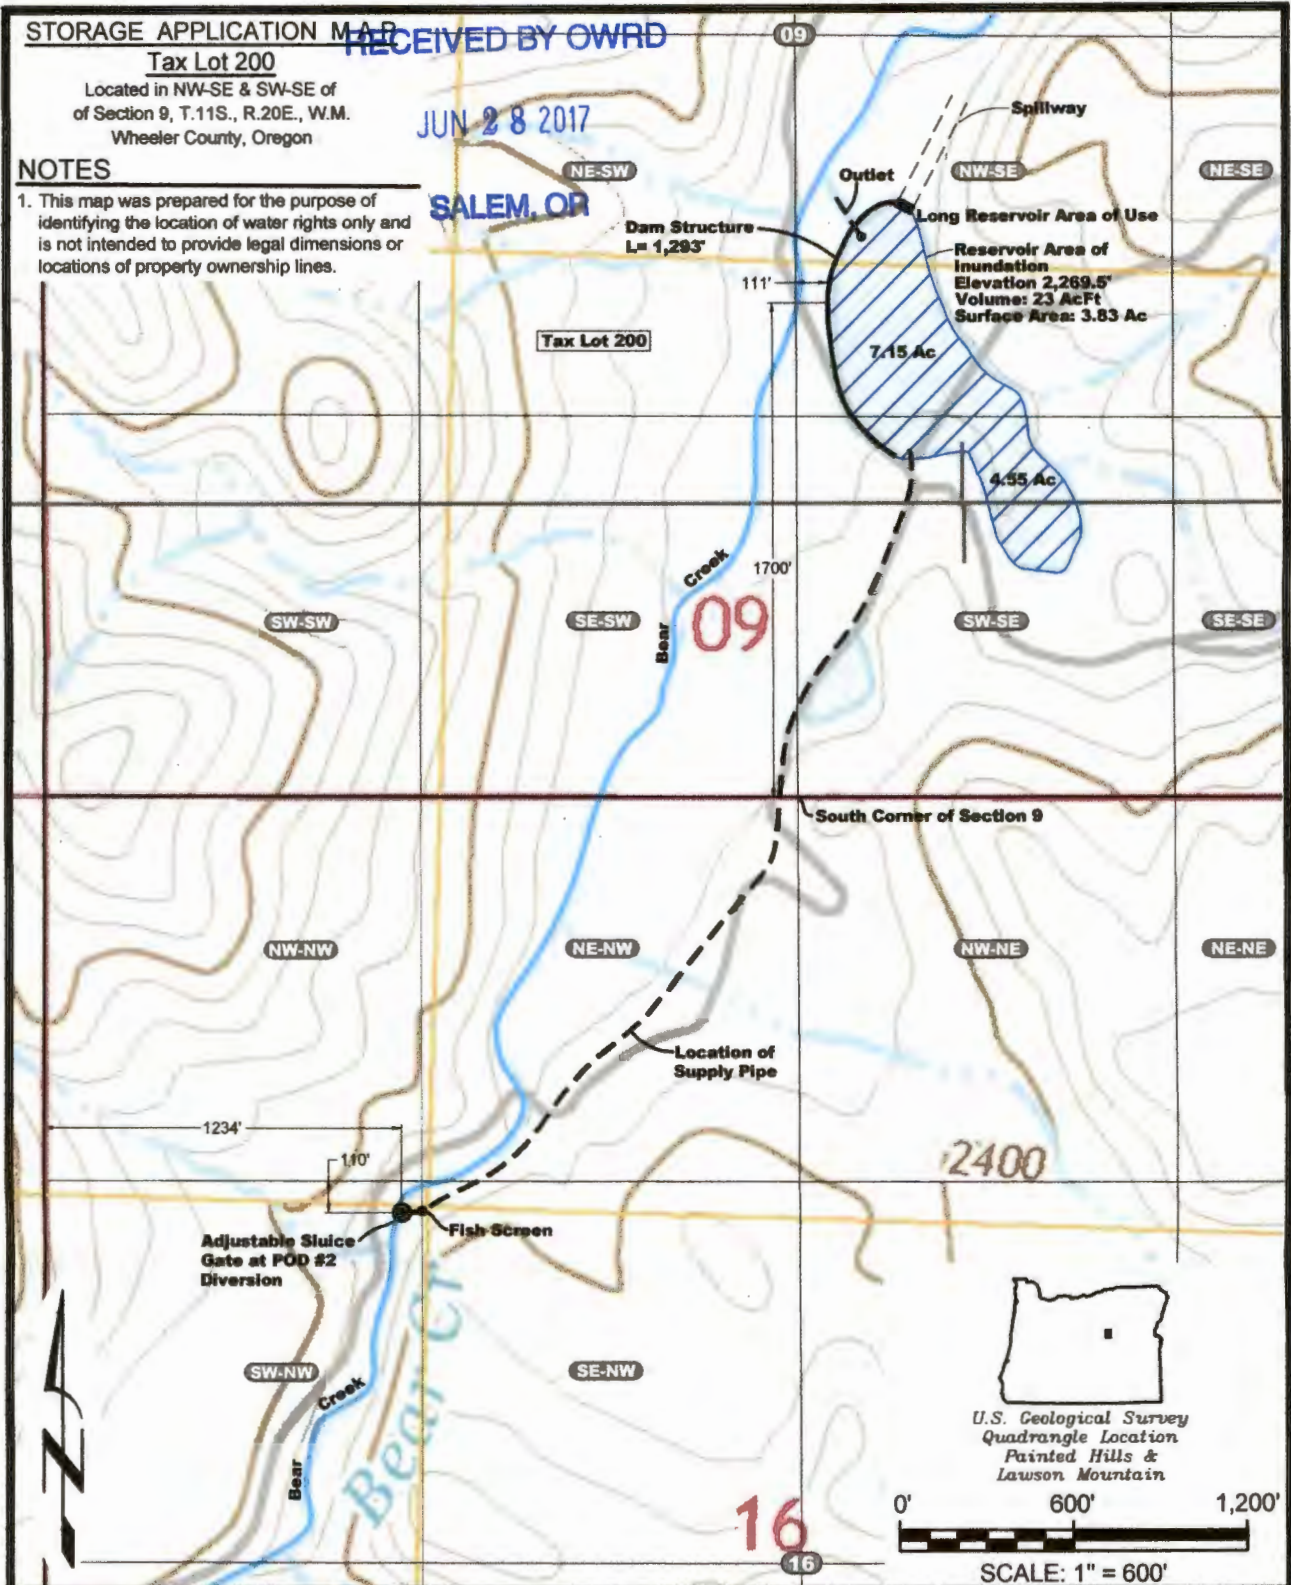 STORAGE APPLICATION MAP
RECEIVED BY OWRD
Tax Lot 200
Located in NW-SE & SW-SE of
of Section 9, T.11S., R.20E., W.M.
Wheeler County, Oregon
JUN 28 2017
SALEM, OR
NOTES
1. This map was prepared for the purpose of
identifying the location of water rights only and
is not intended to provide legal dimensions or
locations of property ownership lines.
09
Spillway
NE-SW
Outlet
NW-SE
NE-SE
Long Reservoir Area of Use
Dam Structure
L= 1,293'
Reservoir Area of
Inundation
Elevation 2,269.5'
Volume: 23 AcFt
Surface Area: 3.83 Ac
111'
Tax Lot 200
7.15 Ac
4.55 Ac
1700'
Creek
Bear
09
SW-SW
SE-SW
SW-SE
SE-SE
South Corner of Section 9
NW-NW
NE-NW
NW-NE
NE-NE
Location of
Supply Pipe
1234'
110'
2400
Adjustable Sluice
Gate at POD #2
Diversion
Fish Screen
Bear Cr
SW-NW
SE-NW
Creek
Bear
N
U.S. Geological Survey
Quadrangle Location
Painted Hills &
Lawson Mountain
16
16
0' 600' 1,200'
SCALE: 1" = 600'